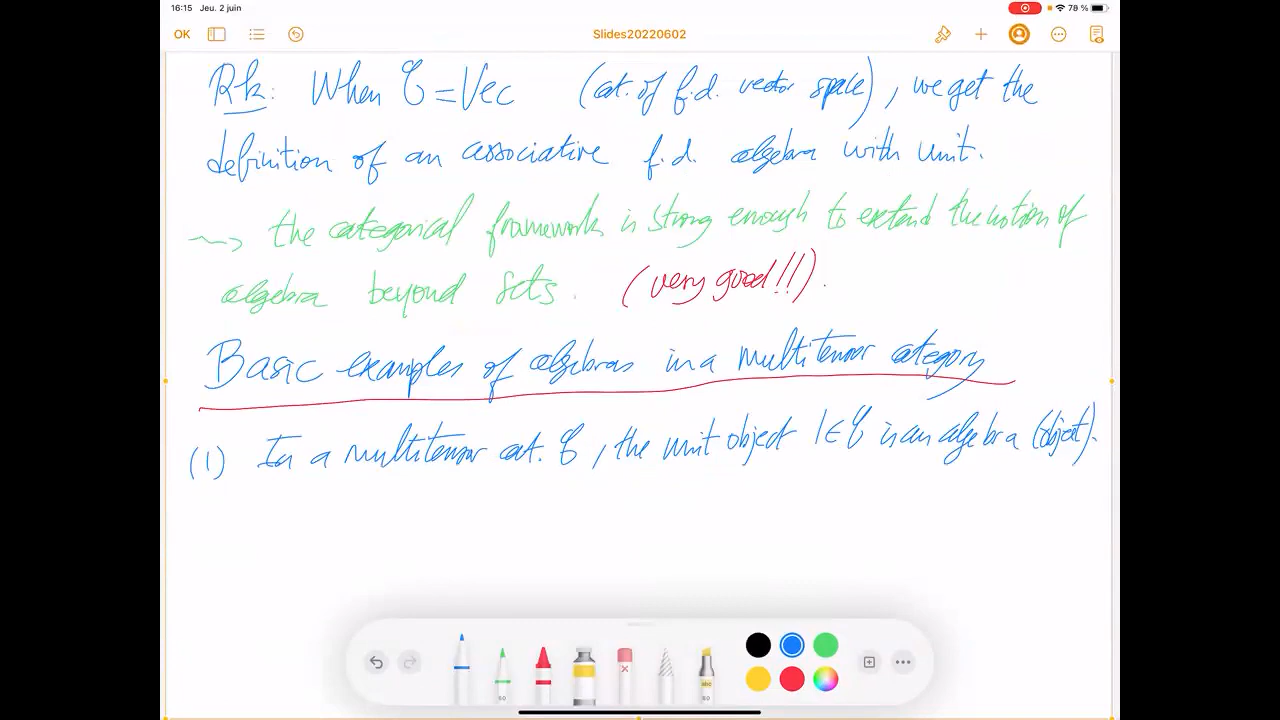 16:15 Jeu. 2 juin
78 %
OK
Slides20220602
Rk: When C = Vec (cat. of f.d. vector space), we get the
definition of an associative f.d. algebra with unit.
~~> the categorical framework is strong enough to extend the notion of
algebra beyond sets. (very good!!).
Basic examples of algebras in a multitensor category
(1) In a multitensor cat. C, the unit object 1∈C is an algebra (object).
50
abc
50